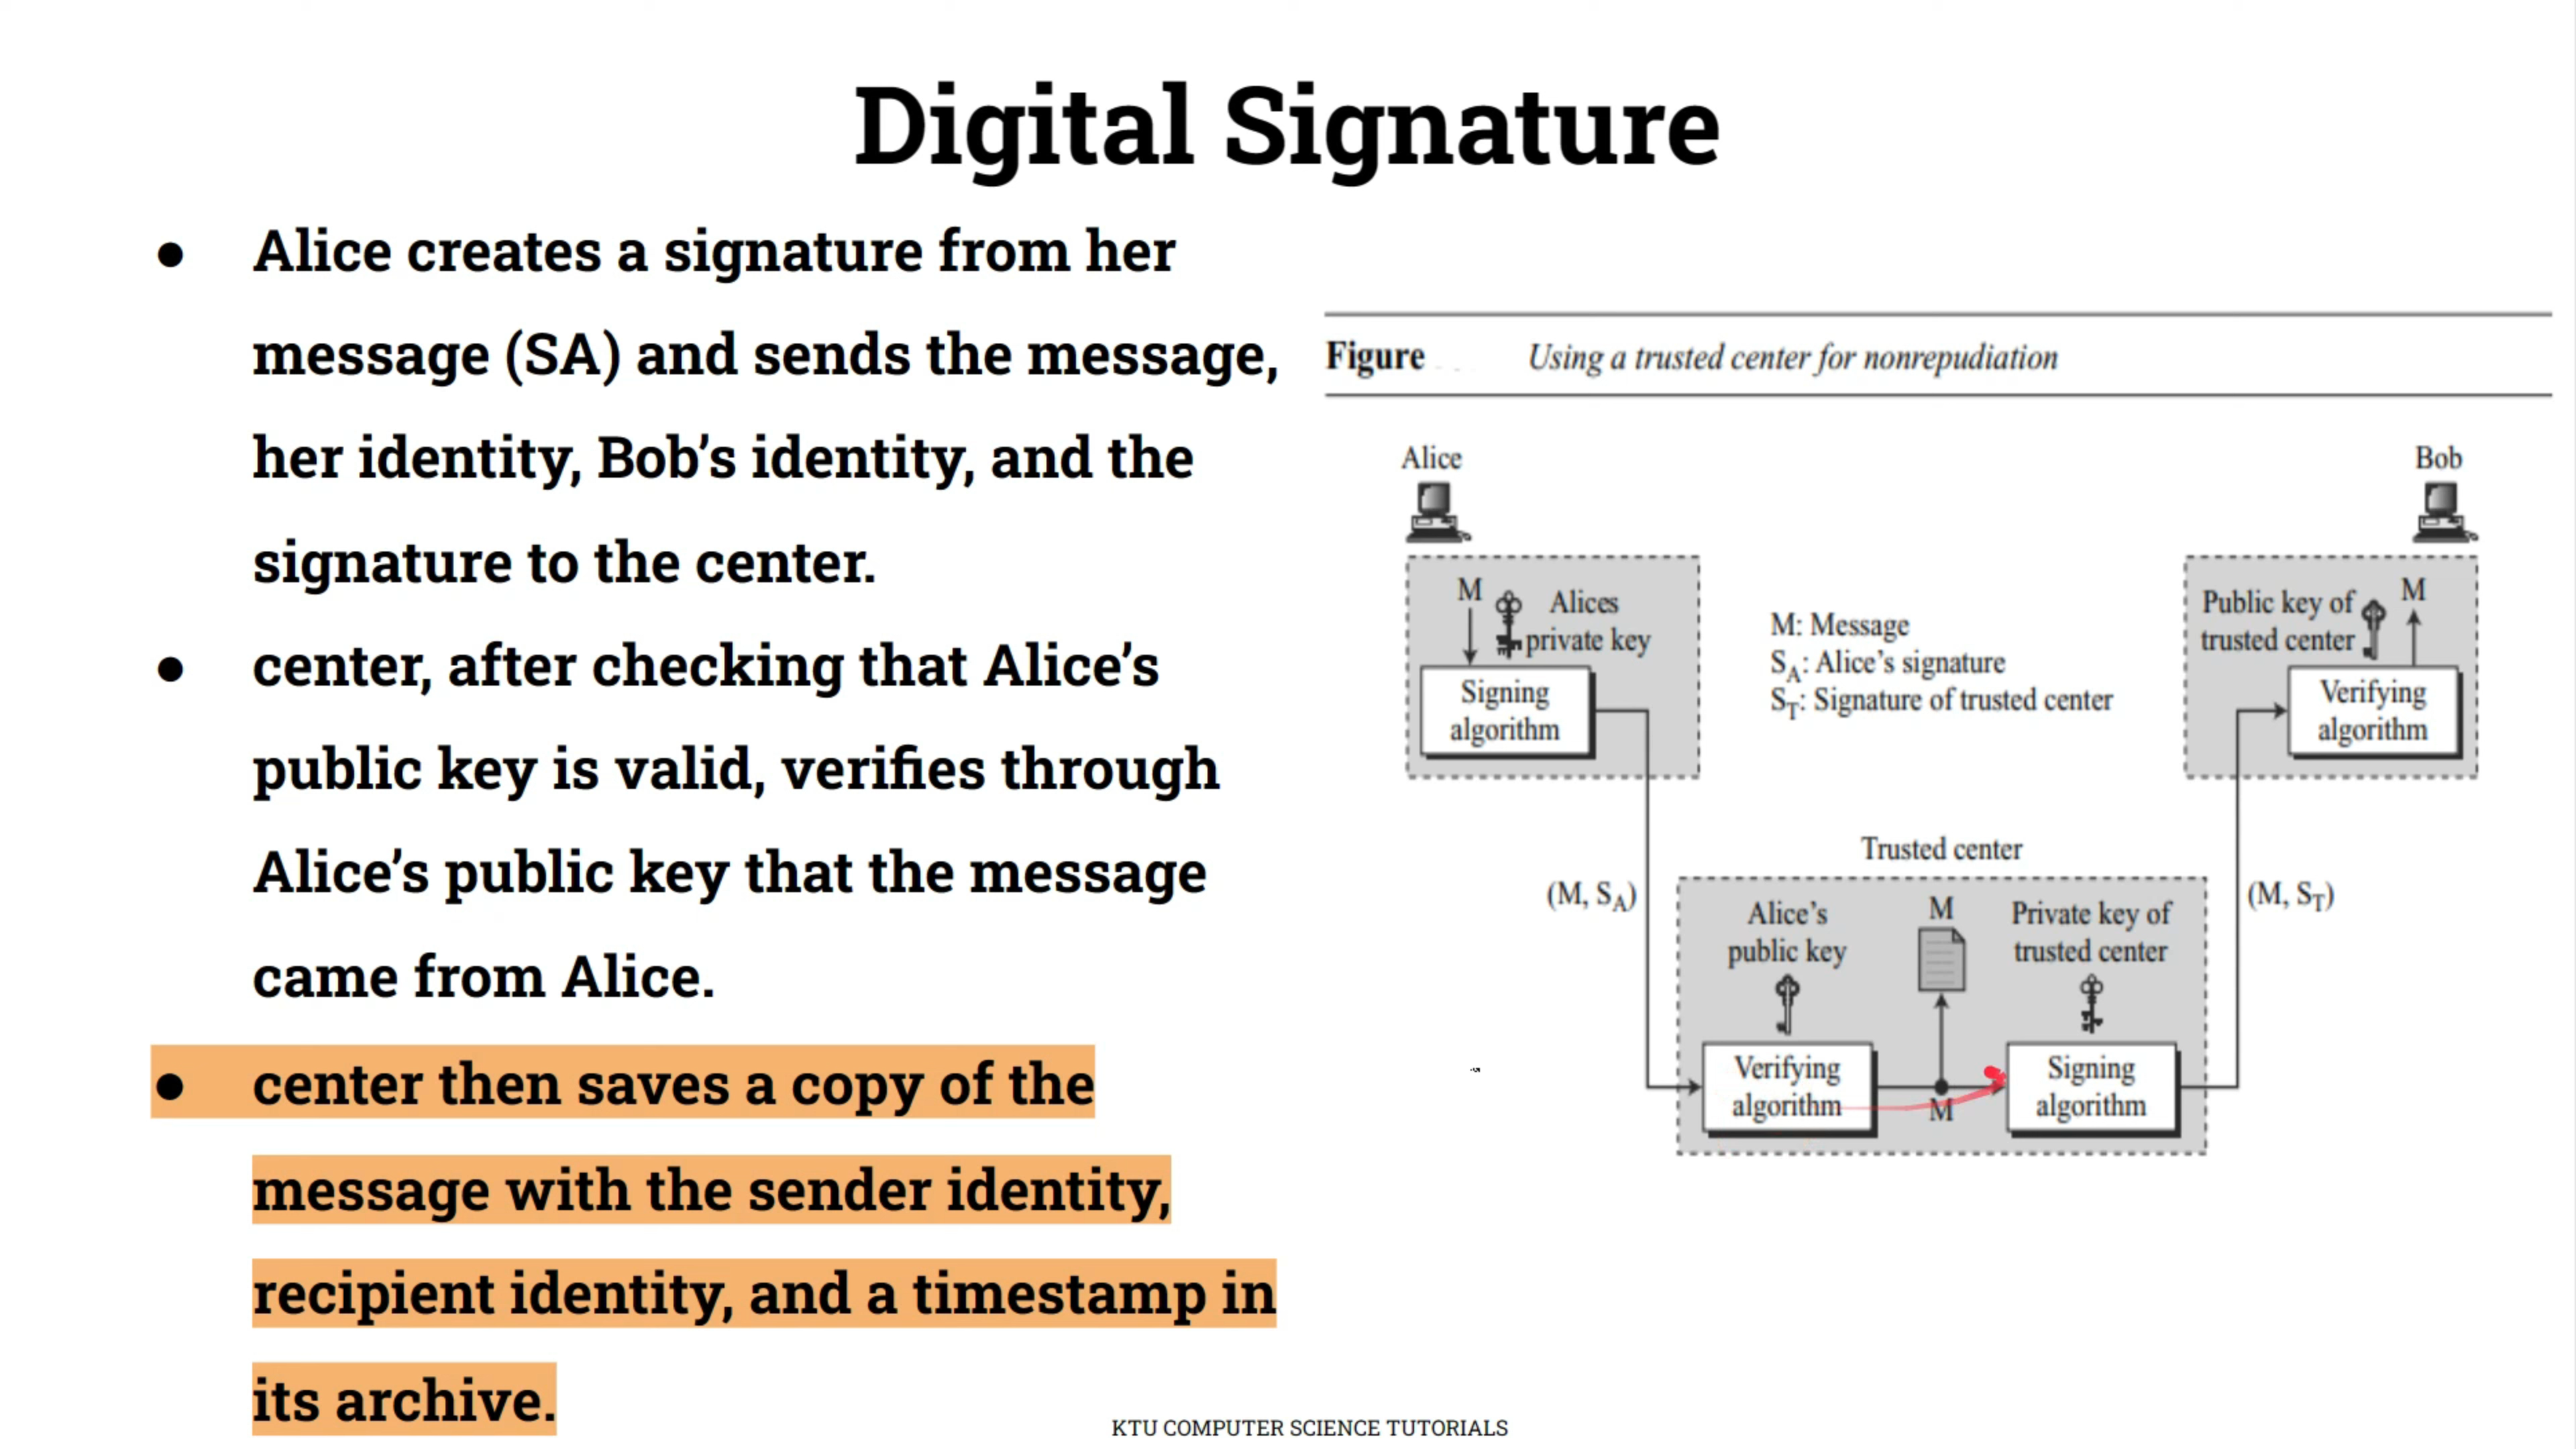 Digital Signature
● Alice creates a signature from her
message (SA) and sends the message,
her identity, Bob’s identity, and the
signature to the center.
● center, after checking that Alice’s
public key is valid, verifies through
Alice’s public key that the message
came from Alice.
● center then saves a copy of the
message with the sender identity,
recipient identity, and a timestamp in
its archive.
Figure Using a trusted center for nonrepudiation
Alice
Bob
M
Alices
private key
Signing
algorithm
M: Message
SA: Alice’s signature
ST: Signature of trusted center
Public key of
trusted center
M
Verifying
algorithm
Trusted center
(M, SA)
(M, ST)
Alice’s
public key
M
Private key of
trusted center
Verifying
algorithm
M
Signing
algorithm
KTU COMPUTER SCIENCE TUTORIALS